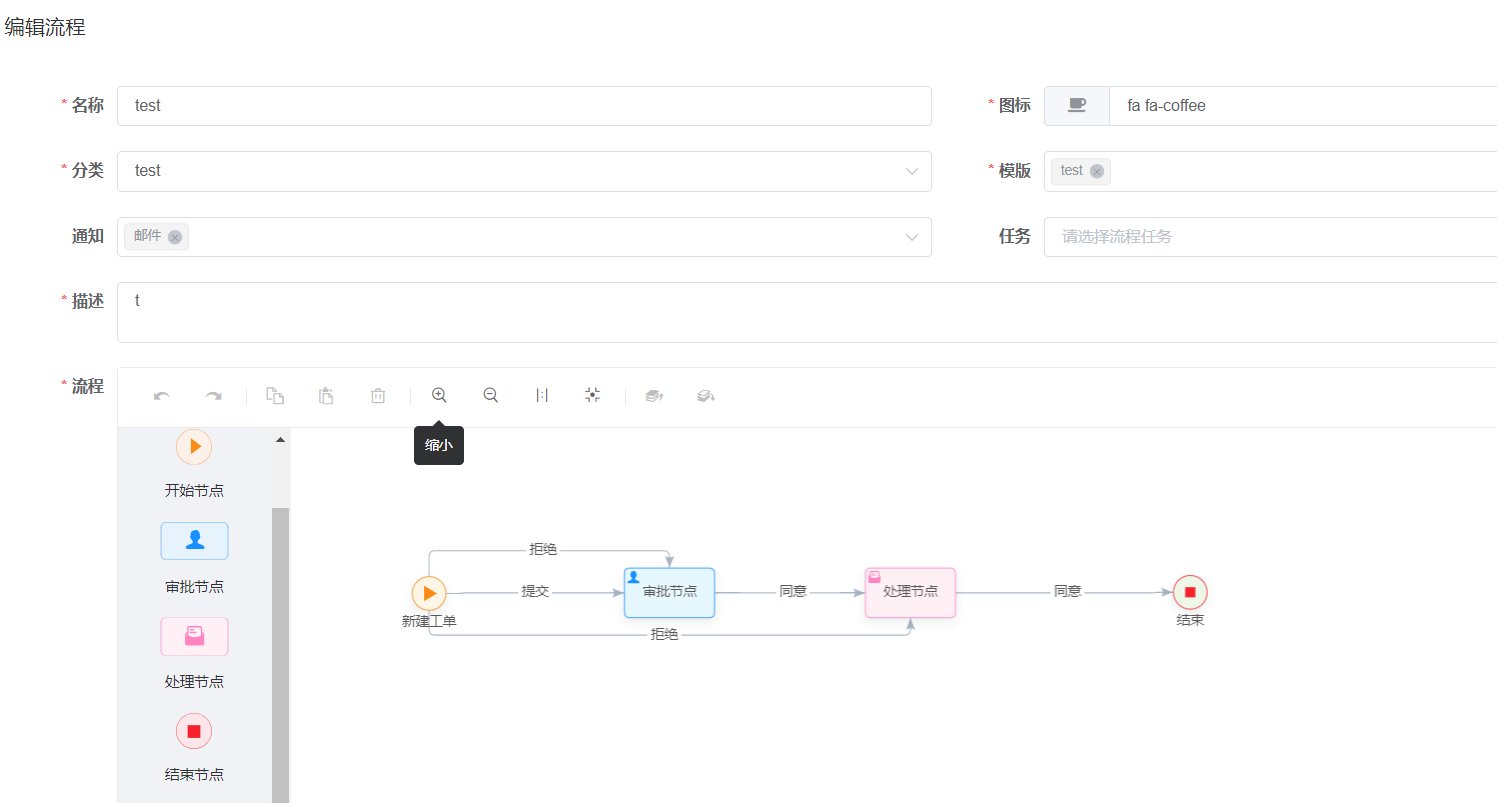 编辑流程
* 名称 test
* 图标 fa fa-coffee
* 分类 test
* 模版 test
通知 邮件
任务 请选择流程任务
* 描述 t
* 流程
缩小
开始节点
审批节点
处理节点
结束节点
拒绝
提交
审批节点
同意
处理节点
同意
新建工单
结束
拒绝